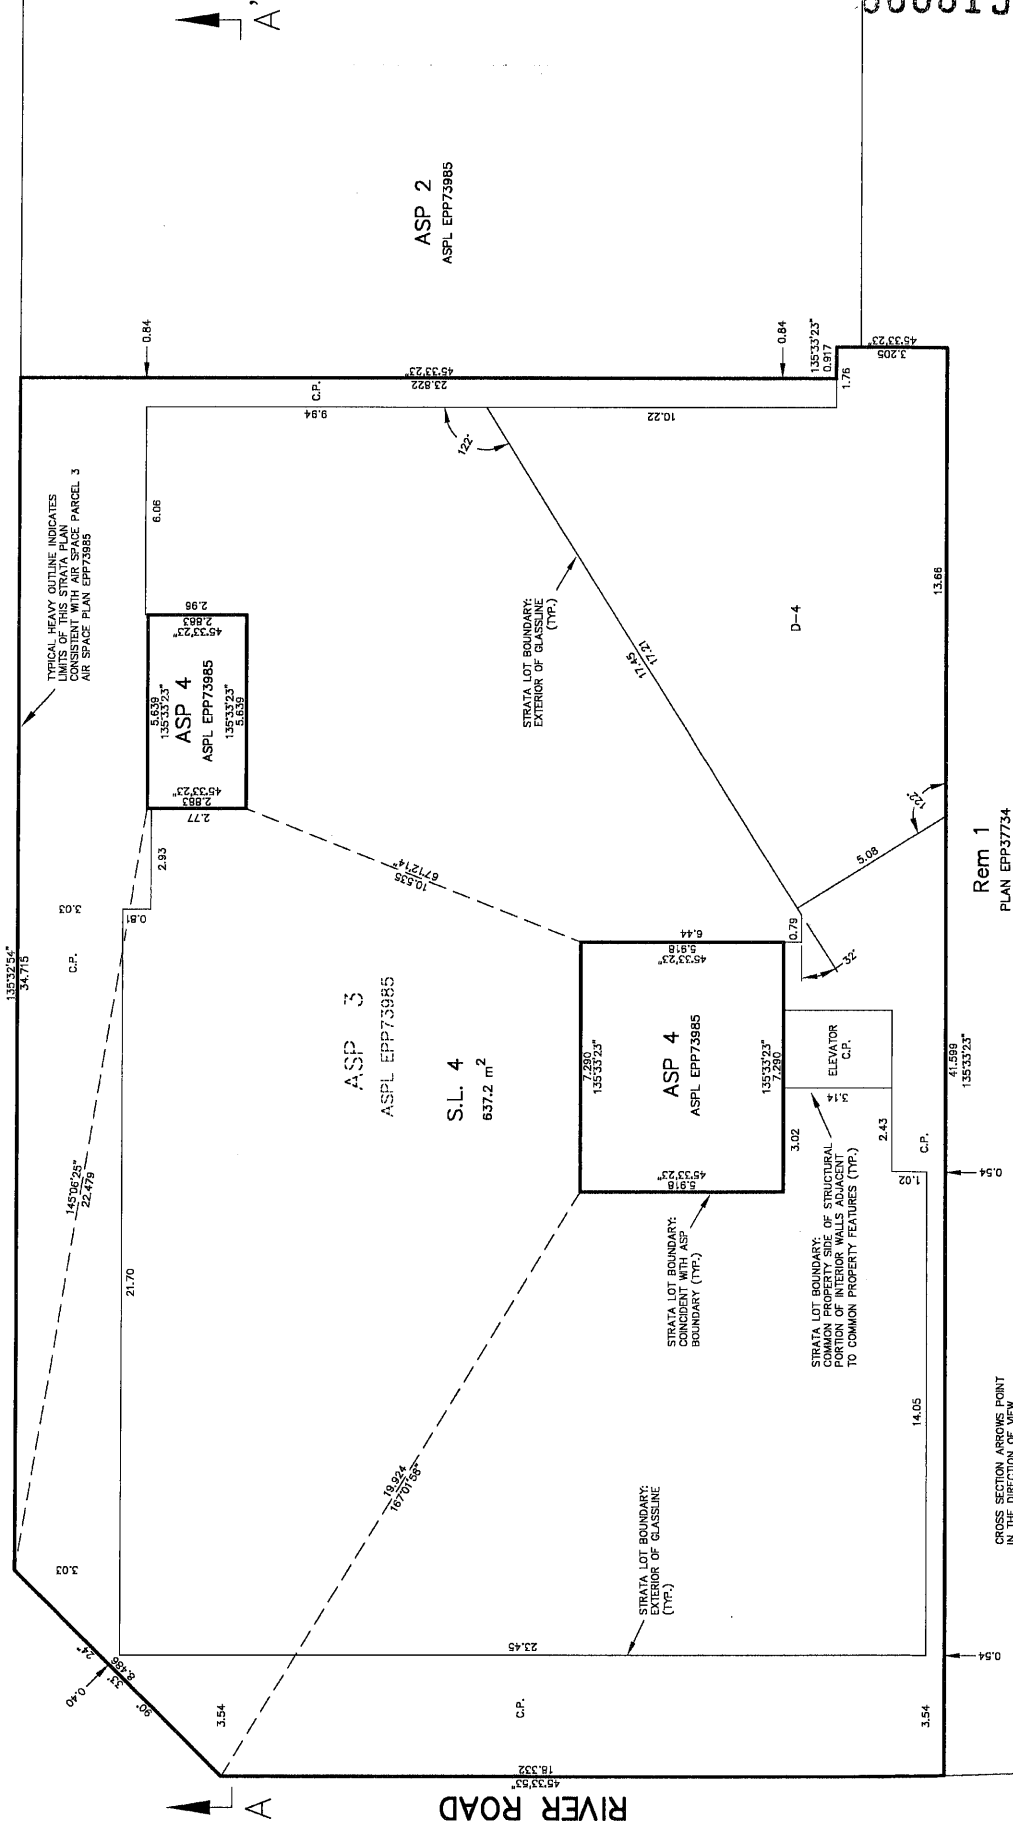 A'
ASP 2
ASPL EPP73985
0.84
0.84
TYPICAL HEAVY OUTLINE INDICATES
LIMITS OF THIS STRATA PLAN
CONSISTENT WITH AIR SPACE PARCEL 3
AIR SPACE PLAN EPP73985
C.P.
9.94
23.822
45°33'23"
10.22
122°
135°33'23"
0.917
1.76
3.205
45°33'23"
6.06
2.96
2.883
45°33'23"
5.639
135°33'23"
ASP 4
ASPL EPP73985
135°33'23"
5.639
45°33'23"
2.883
2.77
2.93
0.81
3.03
C.P.
135°32'54"
34.715
STRATA LOT BOUNDARY:
EXTERIOR OF GLASSLINE
(TYP.)
17.45
17.21
D-4
13.66
122°
5.08
Rem 1
PLAN EPP37734
67°12'14"
10.535
6.44
5.918
45°33'23"
0.79
32°
ASP 3
ASPL EPP73985
S.L. 4
637.2 m²
7.290
135°33'23"
ASP 4
ASPL EPP73985
135°33'23"
7.290
45°33'23"
5.918
ELEVATOR
C.P.
3.14
3.02
2.43
C.P.
1.02
41.599
135°33'23"
0.54
145°06'25"
22.479
21.70
STRATA LOT BOUNDARY:
COINCIDENT WITH ASP
BOUNDARY (TYP.)
STRATA LOT BOUNDARY:
COMMON PROPERTY SIDE OF STRUCTURAL
PORTION OF INTERIOR WALLS ADJACENT
TO COMMON PROPERTY FEATURES (TYP.)
14.05
19.924
167°01'58"
STRATA LOT BOUNDARY:
EXTERIOR OF GLASSLINE
(TYP.)
CROSS SECTION ARROWS POINT
IN THE DIRECTION OF VIEW
3.03
0.40
90° 33' 24"
8.486
23.45
0.54
3.54
C.P.
3.54
18.332
45°33'53"
A
RIVER ROAD